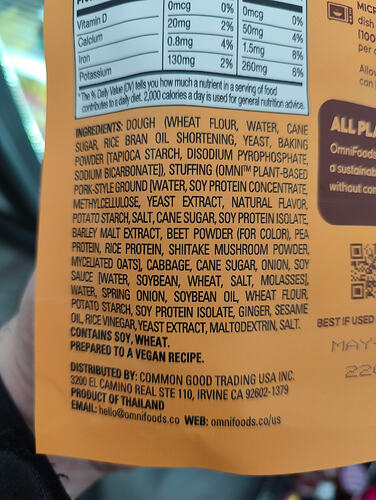 0mcg 0% 0mcg 0%
Vitamin D 20mg 2% 50mg 4%
Calcium 0.8mg 4% 1.5mg 8%
Iron 130mg 2% 260mg 6%
Potassium
* The % Daily Value (DV) tells you how much a nutrient in a serving of food
contributes to a daily diet. 2,000 calories a day is used for general nutrition advice.
INGREDIENTS: DOUGH (WHEAT FLOUR, WATER, CANE
SUGAR, RICE BRAN OIL SHORTENING, YEAST, BAKING
POWDER [TAPIOCA STARCH, DISODIUM PYROPHOSPHATE,
SODIUM BICARBONATE]), STUFFING (OMNI™ PLANT-BASED
PORK-STYLE GROUND [WATER, SOY PROTEIN CONCENTRATE,
METHYLCELLULOSE, YEAST EXTRACT, NATURAL FLAVOR,
POTATO STARCH, SALT, CANE SUGAR, SOY PROTEIN ISOLATE,
BARLEY MALT EXTRACT, BEET POWDER (FOR COLOR), PEA
PROTEIN, RICE PROTEIN, SHIITAKE MUSHROOM POWDER,
MYCELIATED OATS], CABBAGE, CANE SUGAR, ONION, SOY
SAUCE [WATER, SOYBEAN, WHEAT, SALT, MOLASSES],
WATER, SPRING ONION, SOYBEAN OIL, WHEAT FLOUR,
POTATO STARCH, SOY PROTEIN ISOLATE, GINGER, SESAME
OIL, RICE VINEGAR, YEAST EXTRACT, MALTODEXTRIN, SALT.
CONTAINS SOY, WHEAT.
PREPARED TO A VEGAN RECIPE.
DISTRIBUTED BY: COMMON GOOD TRADING USA INC.
3200 EL CAMINO REAL STE 110, IRVINE CA 92602-1379
PRODUCT OF THAILAND
EMAIL: hello@omnifoods.co WEB: omnifoods.co/us
MICR
dish
(100
per
Allow
can
ALL PLA
OmniFoods
a sustainab
without com
BEST IF USED
MAY-